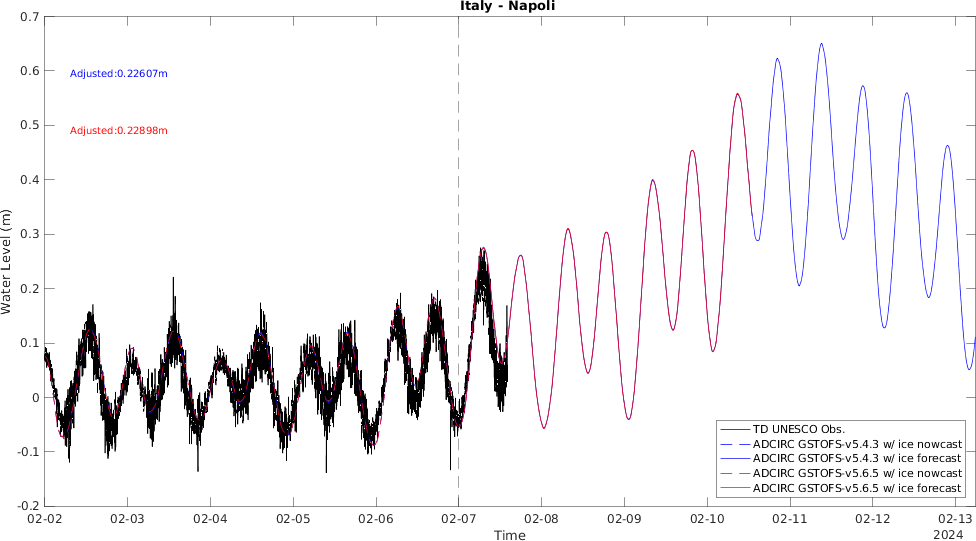 Italy - Napoli
0.7
0.6
0.5
0.4
0.3
0.2
0.1
0
-0.1
-0.2
Water Level (m)
Adjusted:0.22607m
Adjusted:0.22898m
TD UNESCO Obs.
ADCIRC GSTOFS-v5.4.3 w/ ice nowcast
ADCIRC GSTOFS-v5.4.3 w/ ice forecast
ADCIRC GSTOFS-v5.6.5 w/ ice nowcast
ADCIRC GSTOFS-v5.6.5 w/ ice forecast
02-02 02-03 02-04 02-05 02-06 02-07 02-08 02-09 02-10 02-11 02-12 02-13
Time
2024